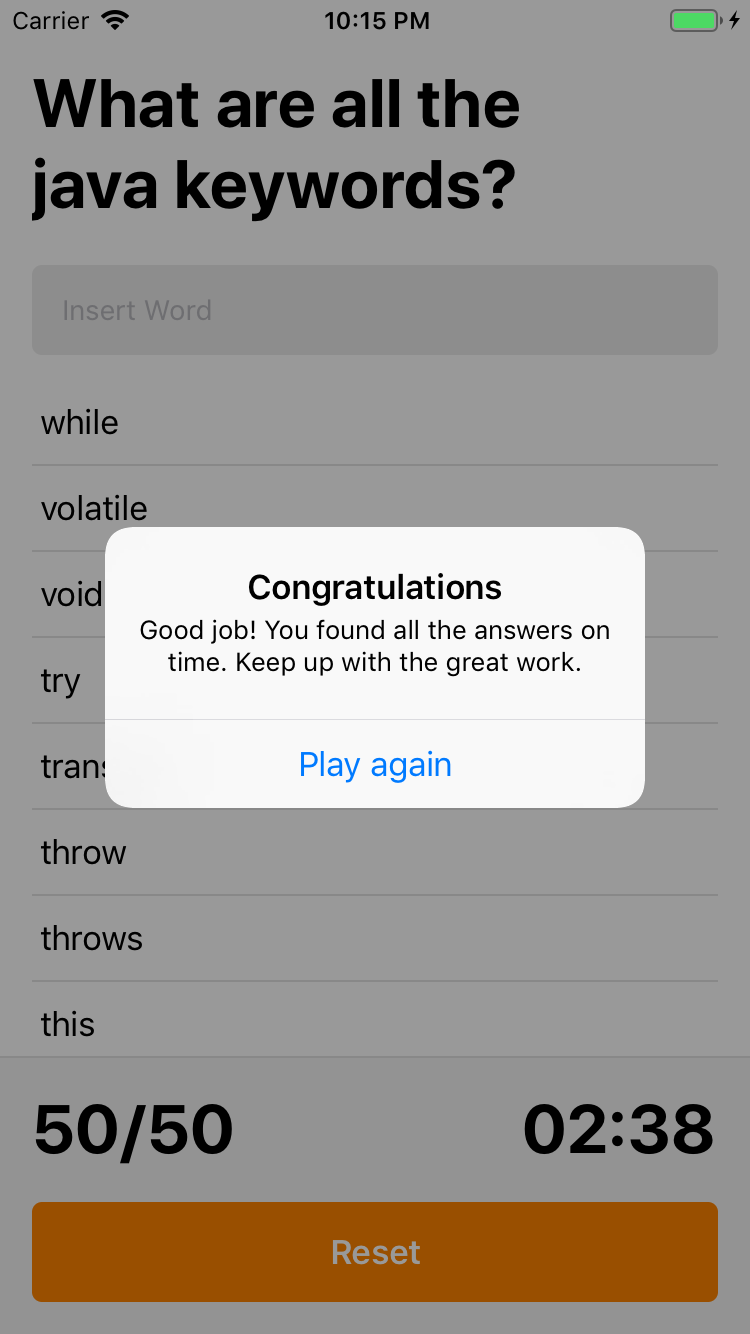 Carrier 10:15 PM
What are all the
java keywords?
Insert Word
while
volatile
void
Congratulations
Good job! You found all the answers on
time. Keep up with the great work.
try
Play again
throw
throws
this
50/50 02:38
Reset